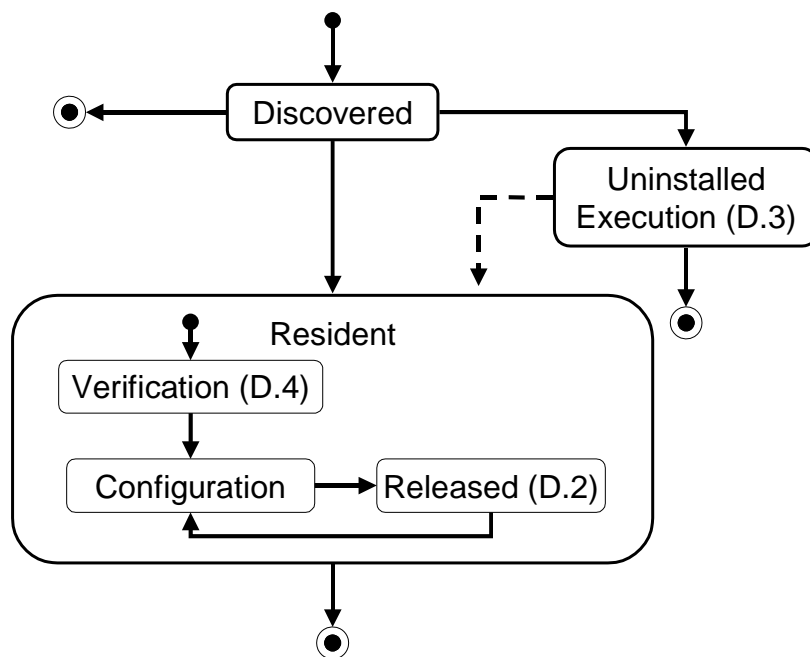 Discovered
Uninstalled
Execution (D.3)
Resident
Verification (D.4)
Configuration
Released (D.2)